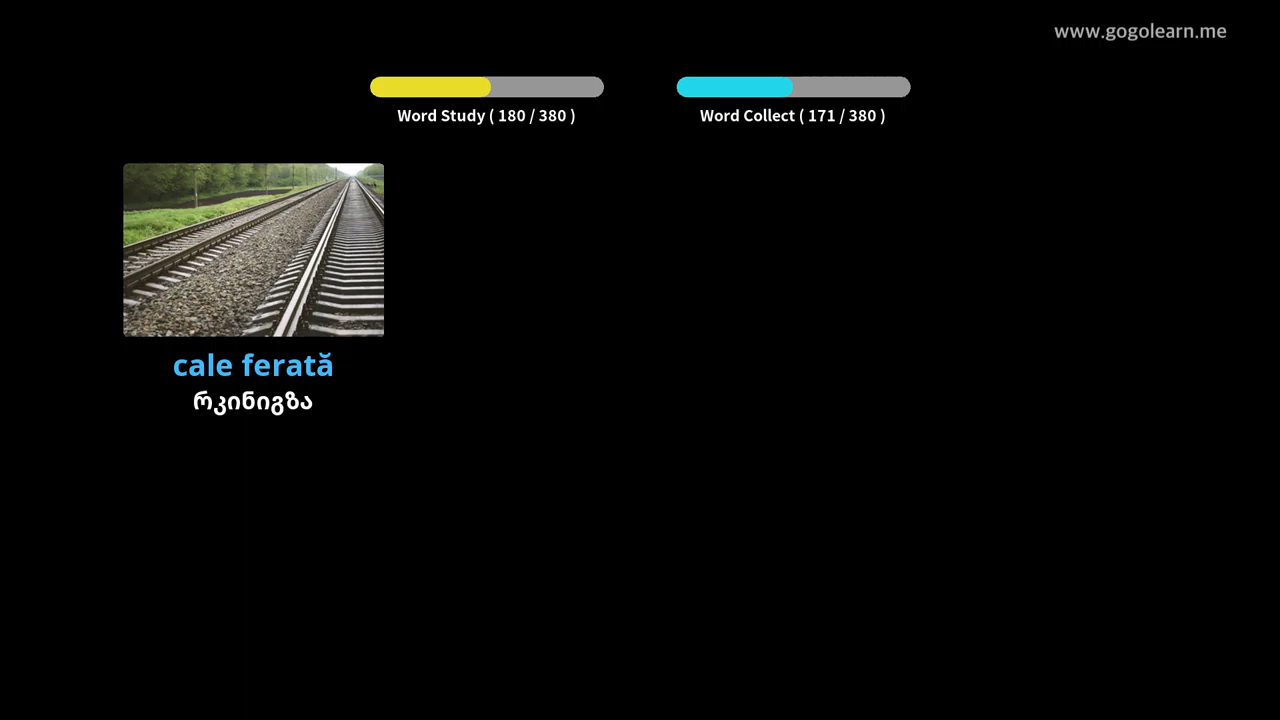 www.gogolearn.me
Word Study ( 180 / 380 )
Word Collect ( 171 / 380 )
cale ferată
რკინიგზა